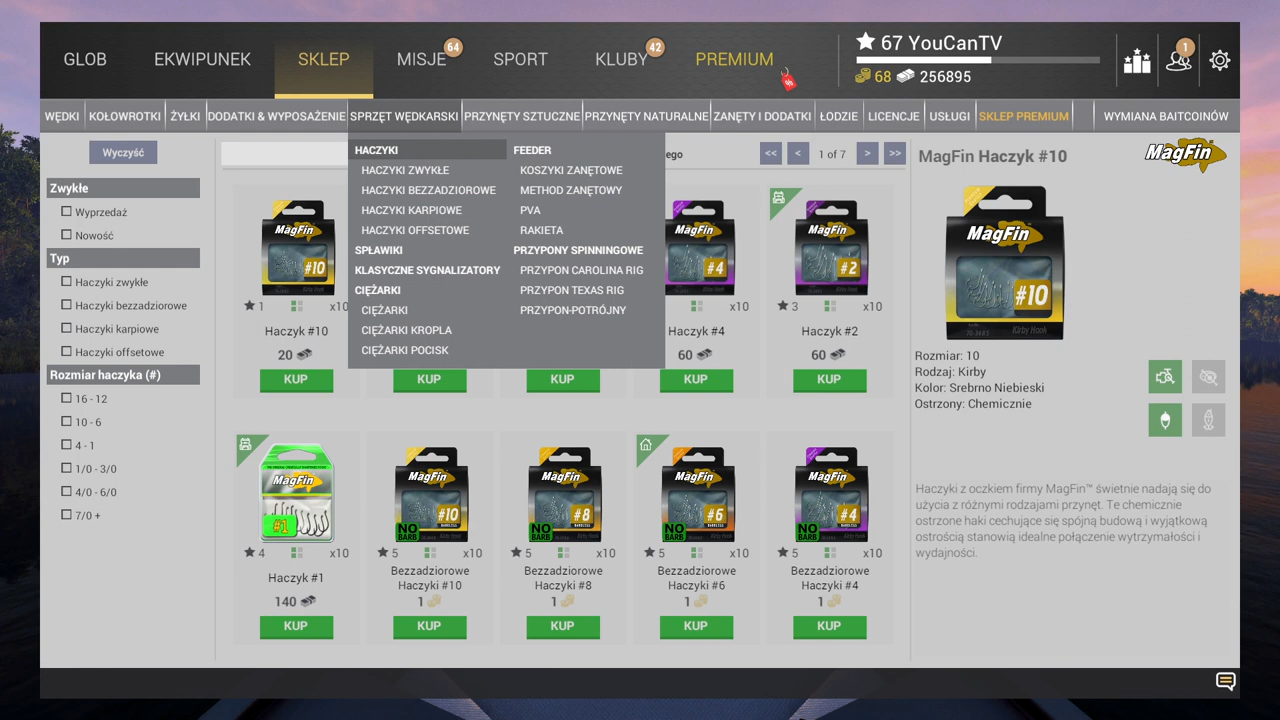 GLOB EKWIPUNEK SKLEP MISJE 64 SPORT KLUBY 42 PREMIUM % 67 YouCanTV 1
68 256895
WĘDKI KOŁOWROTKI ŻYŁKI DODATKI & WYPOSAŻENIE SPRZĘT WĘDKARSKI PRZYNĘTY SZTUCZNE PRZYNĘTY NATURALNE ZANĘTY I DODATKI ŁODZIE LICENCJE USŁUGI SKLEP PREMIUM WYMIANA BAITCOINÓW
Wyczyść
Zwykłe
Wyprzedaż
Nowość
Typ
Haczyki zwykłe
Haczyki bezzadziorowe
Haczyki karpiowe
Haczyki offsetowe
Rozmiar haczyka (#)
16 - 12
10 - 6
4 - 1
1/0 - 3/0
4/0 - 6/0
7/0 +
HACZYKI
HACZYKI ZWYKŁE
HACZYKI BEZZADZIOROWE
HACZYKI KARPIOWE
HACZYKI OFFSETOWE
SPŁAWIKI
KLASYCZNE SYGNALIZATORY
CIĘŻARKI
CIĘŻARKI
CIĘŻARKI KROPLA
CIĘŻARKI POCISK
FEEDER
KOSZYKI ZANĘTOWE
METHOD ZANĘTOWY
PVA
RAKIETA
PRZYPONY SPINNINGOWE
PRZYPON CAROLINA RIG
PRZYPON TEXAS RIG
PRZYPON-POTRÓJNY
ego << < 1 of 7 > >>
MagFin #10
MagFin #4
MagFin #2
1 x10 x10 3 x10
Haczyk #10 Haczyk #4 Haczyk #2
20 60 60
KUP KUP KUP KUP KUP
MagFin #1
MagFin #10 NO BARB
MagFin #8 NO BARB
MagFin #6 NO BARB
MagFin #4 NO BARB
4 x10 5 x10 5 x10 5 x10 5 x10
Haczyk #1
Bezzadziorowe Haczyki #10
Bezzadziorowe Haczyki #8
Bezzadziorowe Haczyki #6
Bezzadziorowe Haczyki #4
140 1 1 1 1
KUP KUP KUP KUP KUP
MagFin Haczyk #10 MagFin
MagFin
#10
Kirby Hook
Rozmiar: 10
Rodzaj: Kirby
Kolor: Srebrno Niebieski
Ostrzony: Chemicznie
Haczyki z oczkiem firmy MagFin™ świetnie nadają się do
użycia z różnymi rodzajami przynęt. Te chemicznie
ostrzone haki cechujące się spójną budową i wyjątkową
ostrością stanowią idealne połączenie wytrzymałości i
wydajności.